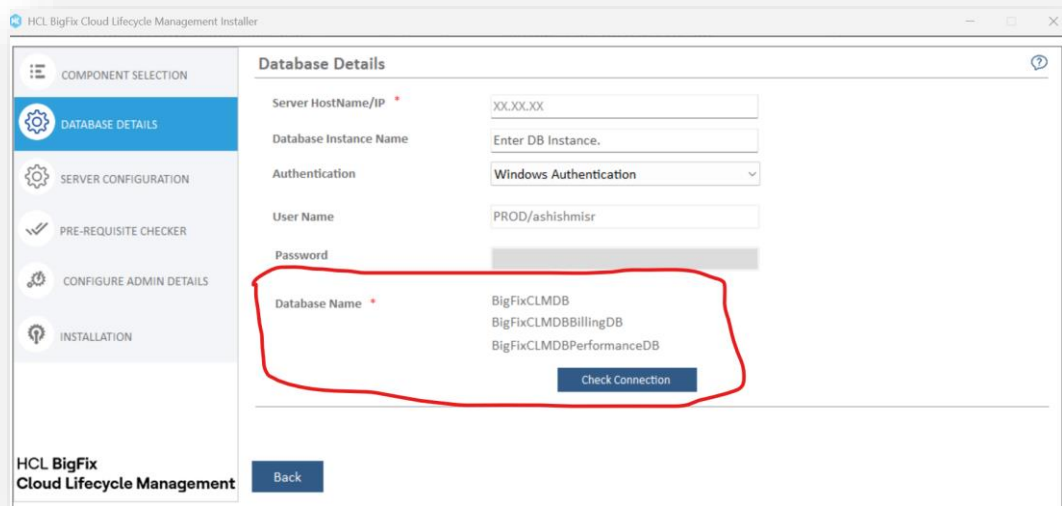 HCL BigFix Cloud Lifecycle Management Installer
COMPONENT SELECTION
DATABASE DETAILS
SERVER CONFIGURATION
PRE-REQUISITE CHECKER
CONFIGURE ADMIN DETAILS
INSTALLATION
HCL BigFix
Cloud Lifecycle Management
Database Details
?
Server HostName/IP *
XX.XX.XX
Database Instance Name
Enter DB Instance.
Authentication
Windows Authentication
User Name
PROD/ashishmisr
Password
Database Name *
BigFixCLMDB
BigFixCLMDBBillingDB
BigFixCLMDBPerformanceDB
Check Connection
Back